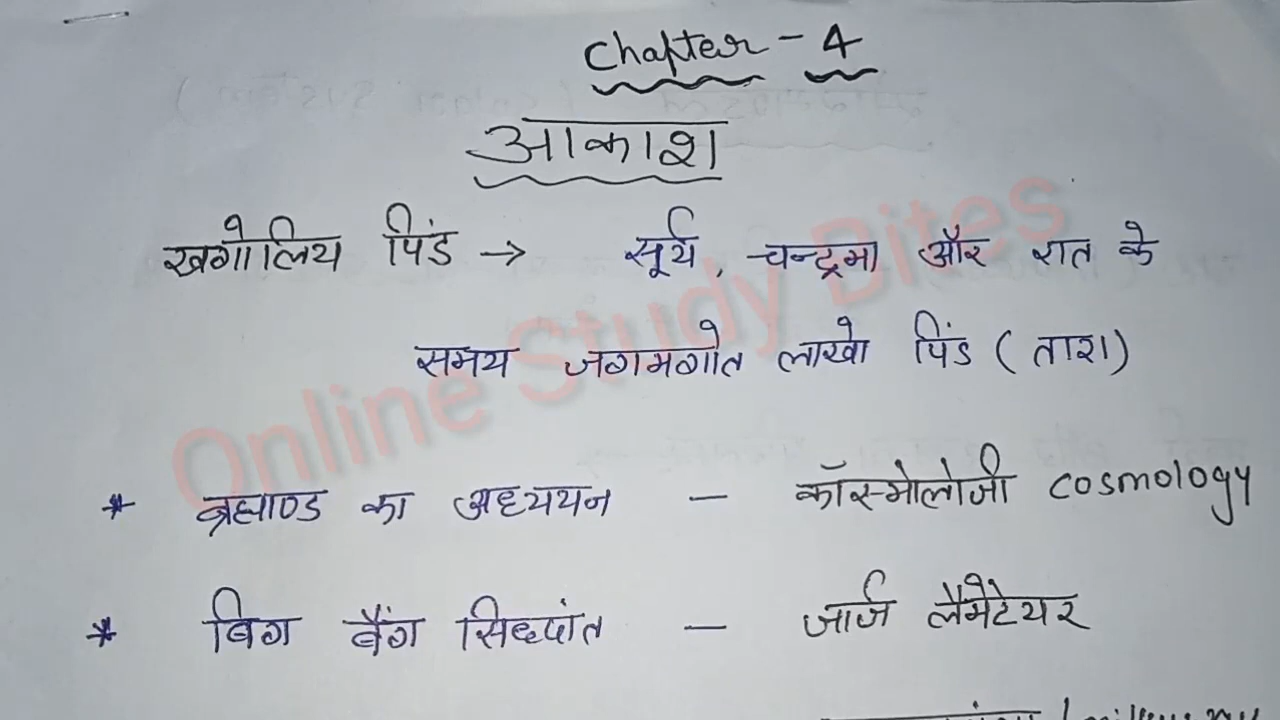 Chapter - 4
आकाश
खगोलिय पिंड → सूर्य, चन्द्रमा और रात के
समय जगमगोत लाखो पिंड (तारा)
* ब्रह्माण्ड का अध्ययन - कॉस्मोलोजी cosmology
* बिग बैंग सिध्दांत - जार्ज लैमेटेयर
Online Study Bites